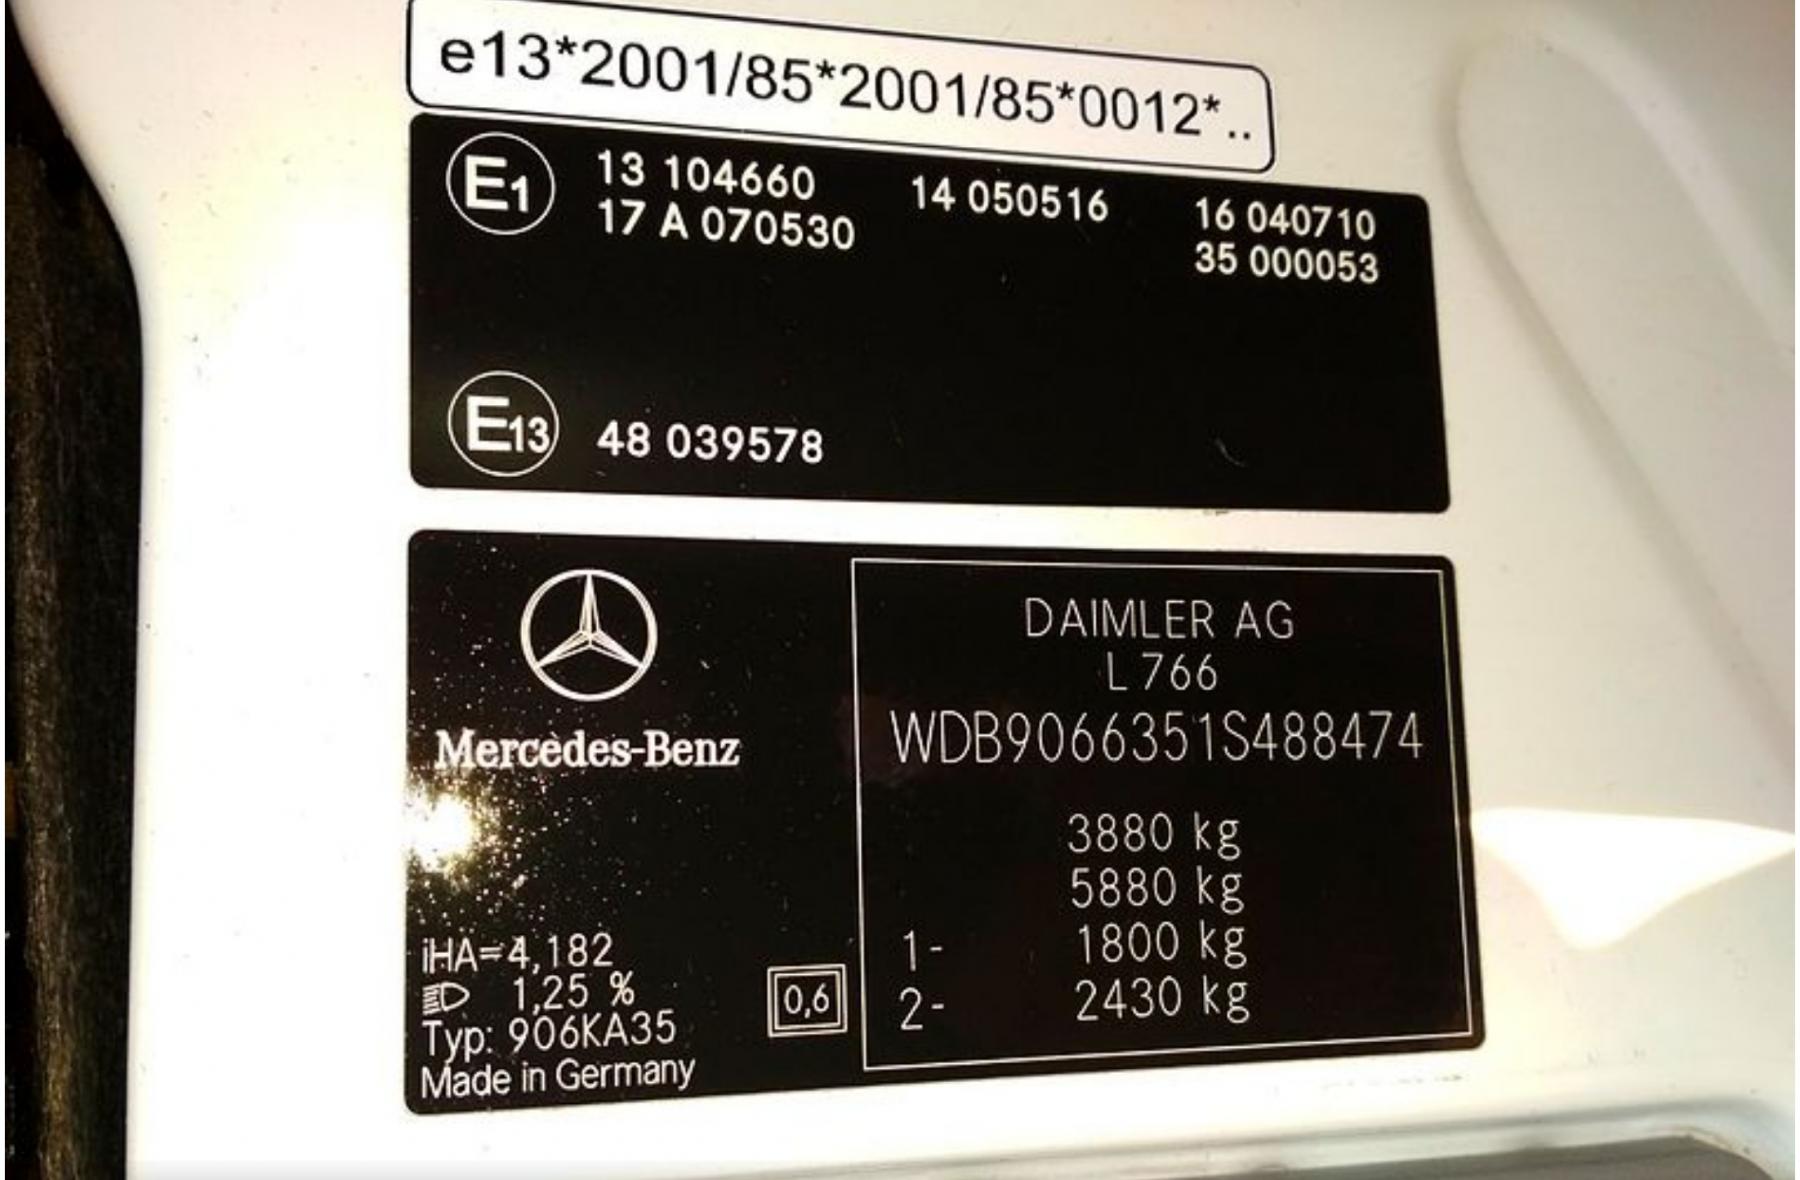 e13*2001/85*2001/85*0012*..
E1 13 104660 14 050516 16 040710
17 A 070530 35 000053
E13 48 039578
Mercedes-Benz
iHA=4,182
1,25 %
Typ: 906KA35
Made in Germany
0,6
DAIMLER AG
L 766
WDB9066351S488474
3880 kg
5880 kg
1- 1800 kg
2- 2430 kg